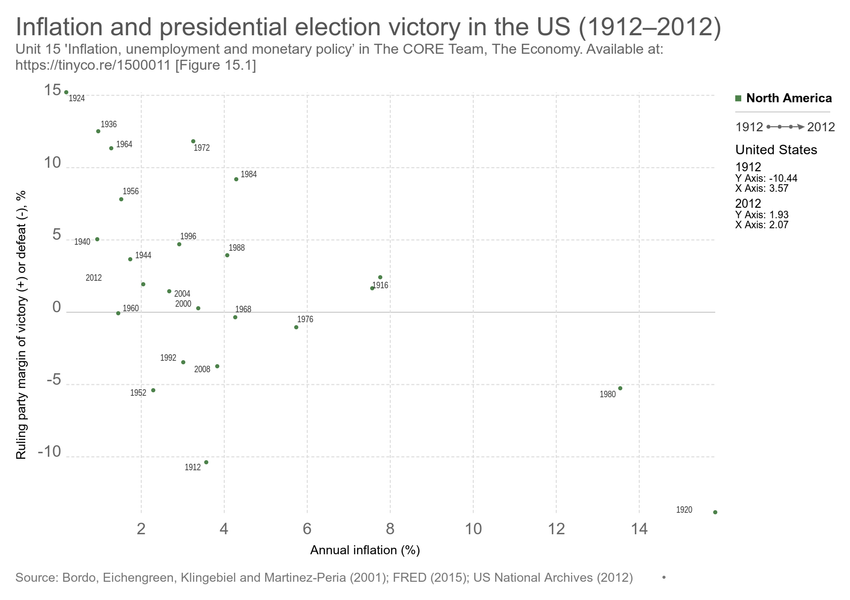 Inflation and presidential election victory in the US (1912–2012)
Unit 15 'Inflation, unemployment and monetary policy' in The CORE Team, The Economy. Available at:
https://tinyco.re/1500011 [Figure 15.1]
15
1924
North America
1936
1912 2012
1964
1972
United States
10
1912
1984
Y Axis: -10.44
X Axis: 3.57
1956
2012
Y Axis: 1.93
X Axis: 2.07
5
1940
1996
1988
1944
2012
1916
2004
2000
0
1960
1968
1976
1992
2008
-5
1952
1980
-10
1912
1920
Ruling party margin of victory (+) or defeat (-), %
2 4 6 8 10 12 14
Annual inflation (%)
Source: Bordo, Eichengreen, Klingebiel and Martinez-Peria (2001); FRED (2015); US National Archives (2012)